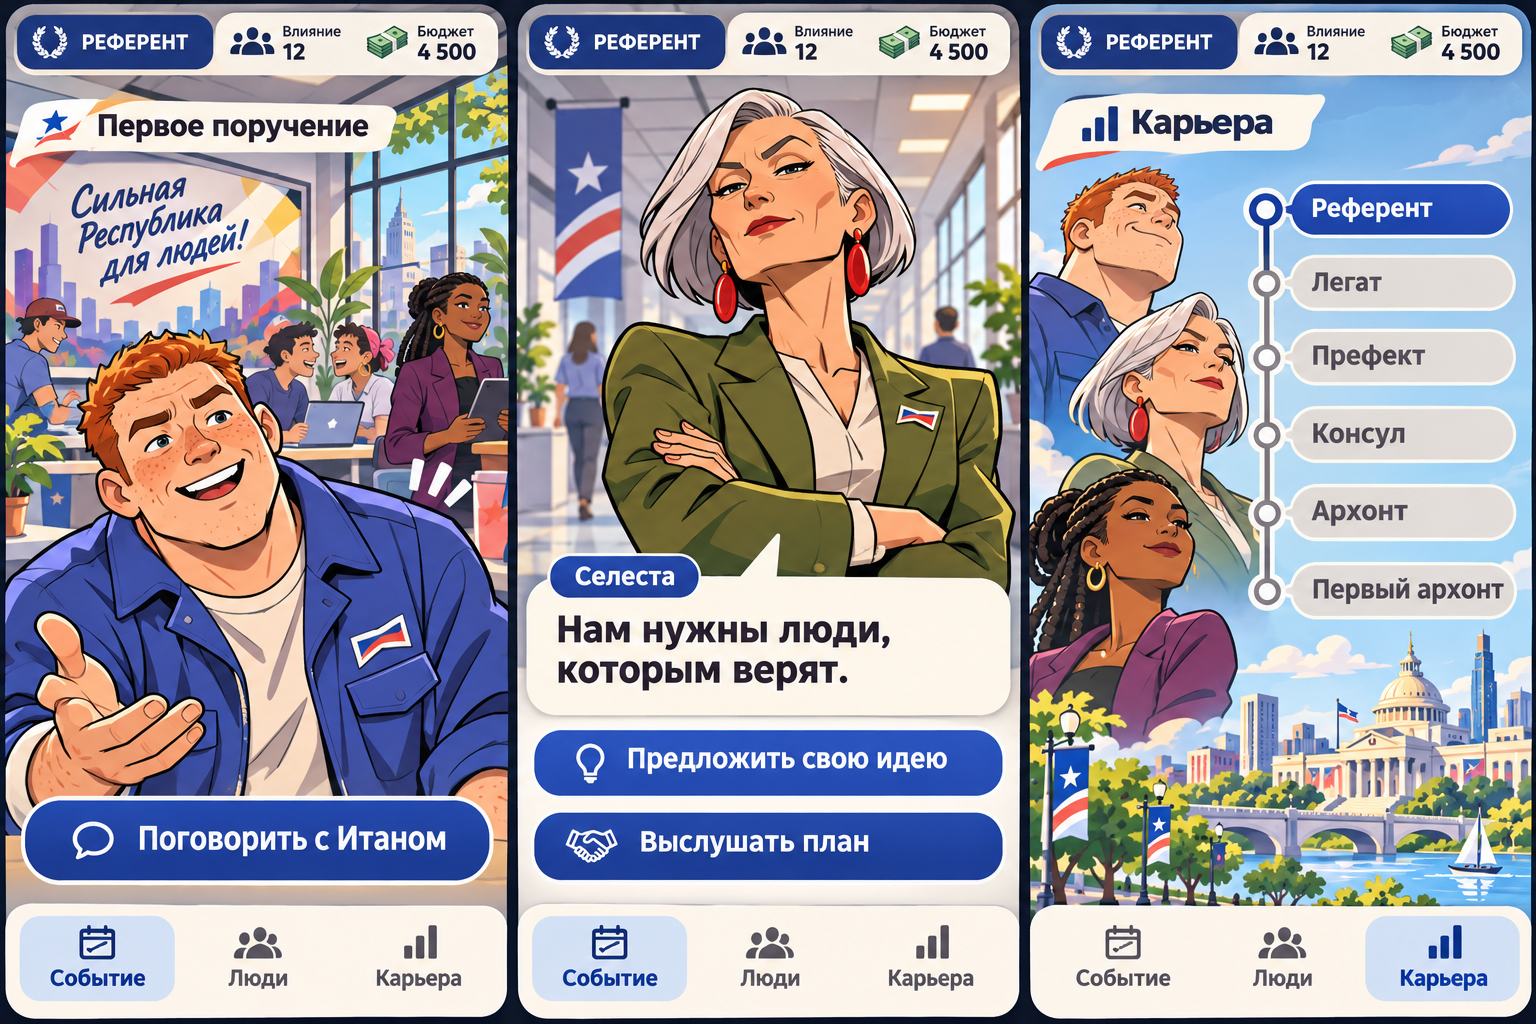 РЕФЕРЕНТ
Влияние
12
Бюджет
4 500
Первое поручение
Сильная
Республика
для людей!
Поговорить с Итаном
Событие
Люди
Карьера
РЕФЕРЕНТ
Влияние
12
Бюджет
4 500
Селеста
Нам нужны люди,
которым верят.
Предложить свою идею
Выслушать план
Событие
Люди
Карьера
РЕФЕРЕНТ
Влияние
12
Бюджет
4 500
Карьера
Референт
Легат
Префект
Консул
Архонт
Первый архонт
Событие
Люди
Карьера